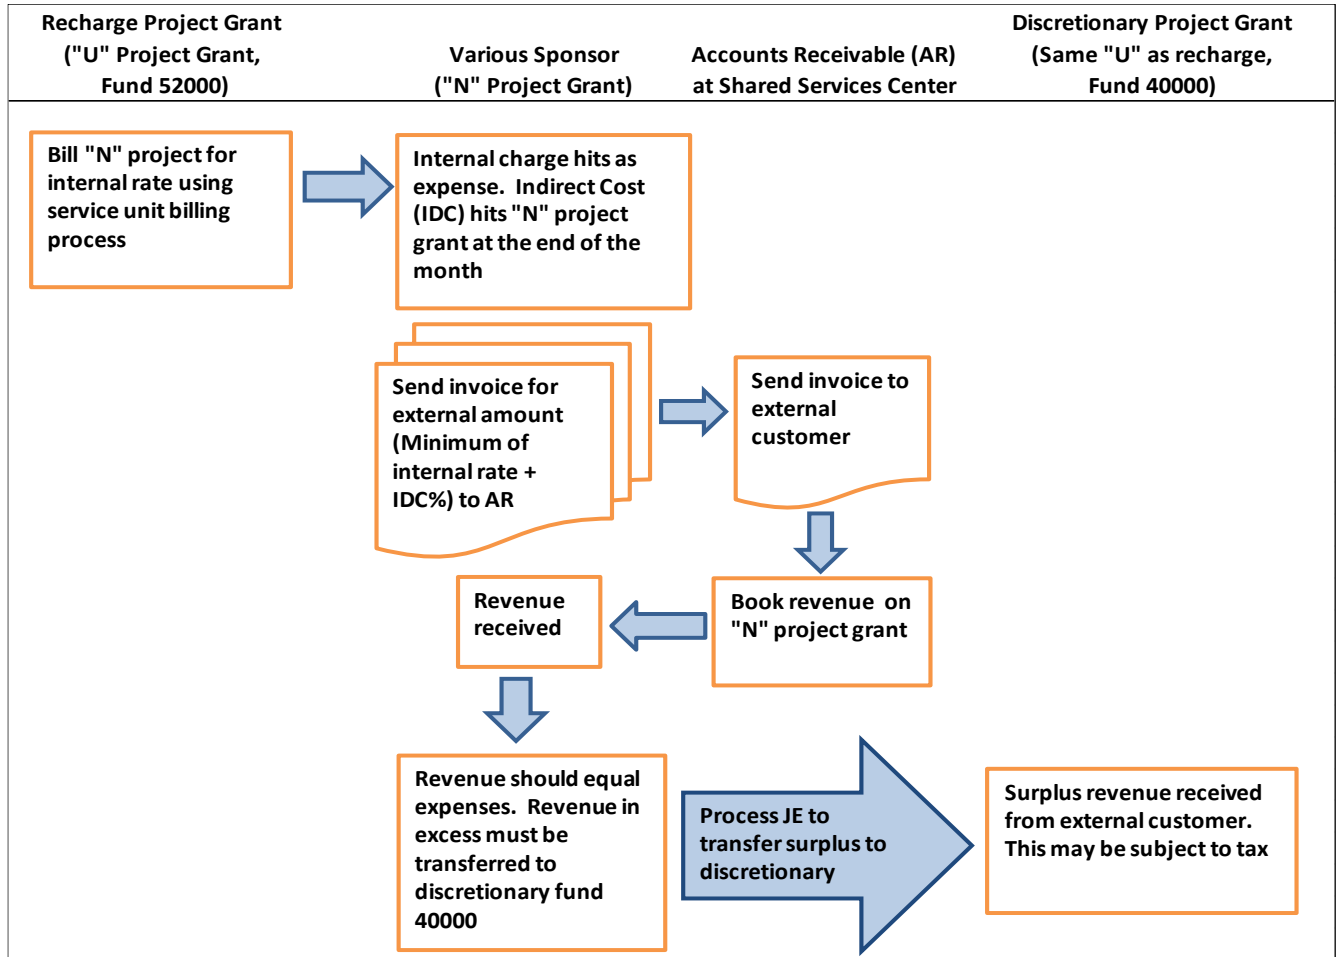 Recharge Project Grant
("U" Project Grant,
Fund 52000)
Various Sponsor
("N" Project Grant)
Accounts Receivable (AR)
at Shared Services Center
Discretionary Project Grant
(Same "U" as recharge,
Fund 40000)
Bill "N" project for
internal rate using
service unit billing
process
Internal charge hits as
expense.  Indirect Cost
(IDC) hits "N" project
grant at the end of the
month
Send invoice for
external amount
(Minimum of
internal rate +
IDC%) to AR
Send invoice to
external
customer
Book revenue  on
"N" project grant
Revenue
received
Revenue should equal
expenses.  Revenue in
excess must be
transferred to
discretionary fund
40000
Process JE to
transfer surplus to
discretionary
Surplus revenue received
from external customer.
This may be subject to tax